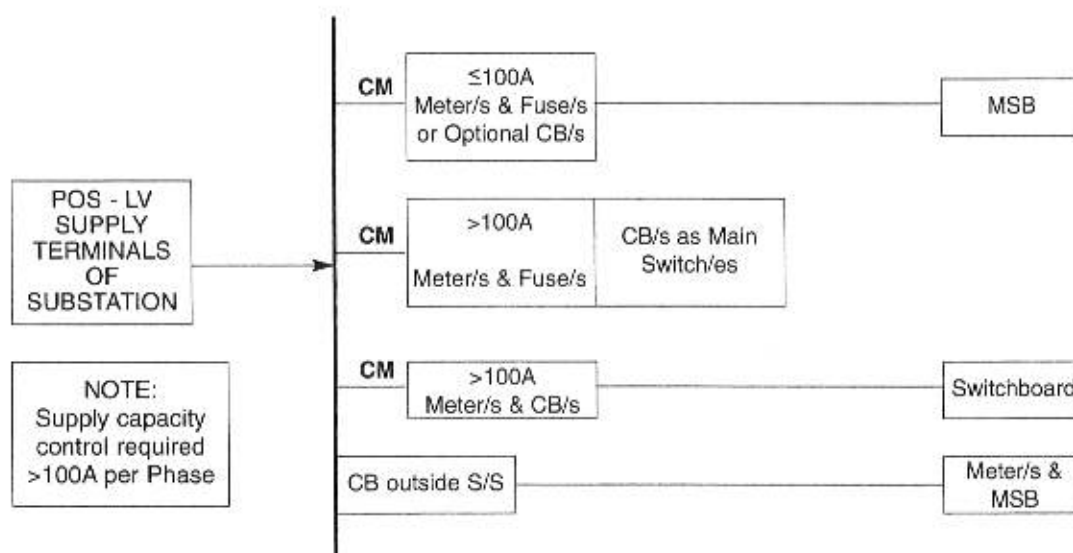 POS - LV
SUPPLY
TERMINALS
OF
SUBSTATION
NOTE:
Supply capacity
control required
>100A per Phase
CM
≤100A
Meter/s & Fuse/s
or Optional CB/s
MSB
CM
>100A
Meter/s & Fuse/s
CB/s as Main
Switch/es
CM
>100A
Meter/s & CB/s
Switchboard
CB outside S/S
Meter/s &
MSB